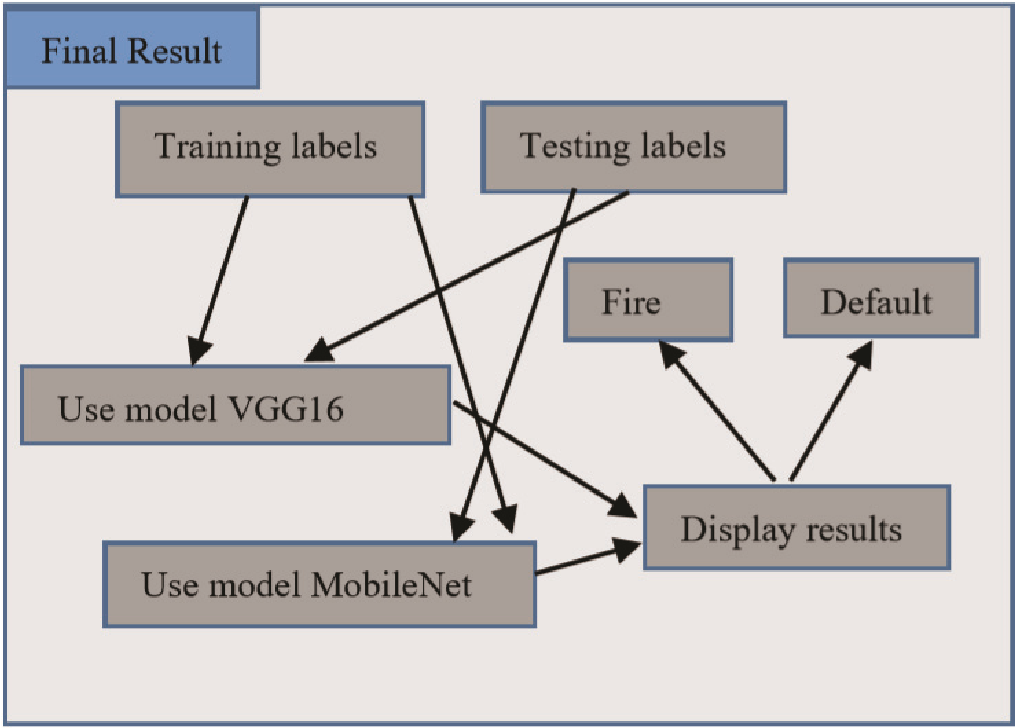 Final Result
Training labels
Testing labels
Fire
Default
Use model VGG16
Display results
Use model MobileNet